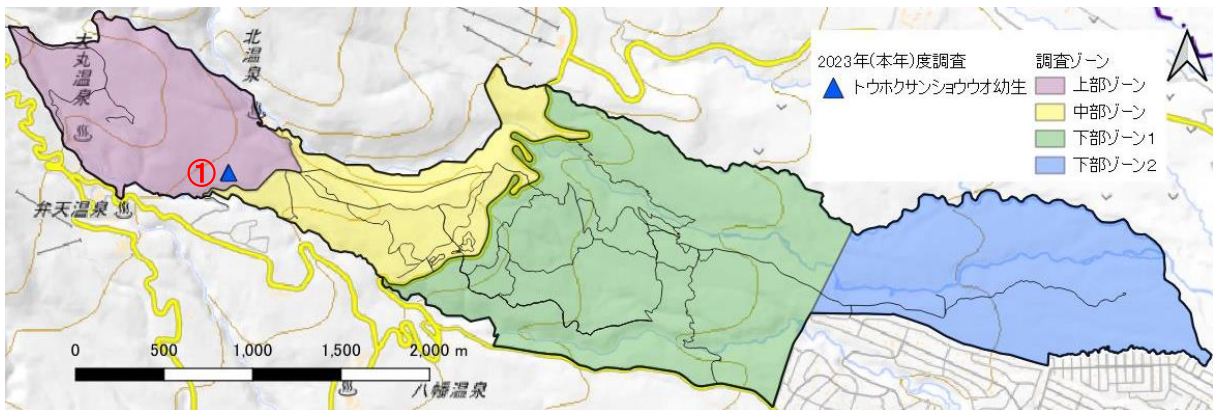 大丸温泉
北温泉
①
弁天温泉
八幡温泉
0 500 1,000 1,500 2,000 m
2023年(本年)度調査
トウホクサンショウウオ幼生
調査ゾーン
上部ゾーン
中部ゾーン
下部ゾーン1
下部ゾーン2